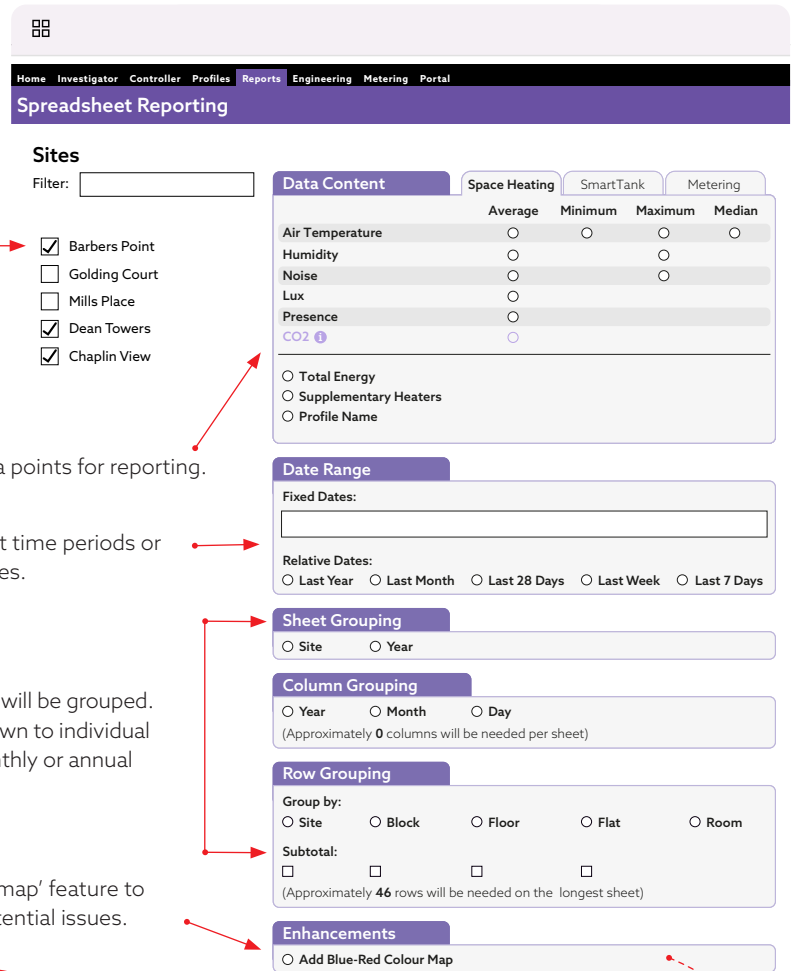 Home Investigator Controller Profiles Reports Engineering Metering Portal
Spreadsheet Reporting
Sites
Filter:
Barbers Point
Golding Court
Mills Place
Dean Towers
Chaplin View
Data Content Space Heating SmartTank Metering
Average Minimum Maximum Median
Air Temperature
Humidity
Noise
Lux
Presence
CO2 i
Total Energy
Supplementary Heaters
Profile Name
a points for reporting.
Date Range
Fixed Dates:
t time periods or
es.
Relative Dates:
Last Year Last Month Last 28 Days Last Week Last 7 Days
Sheet Grouping
Site Year
will be grouped.
wn to individual
nthly or annual
Column Grouping
Year Month Day
(Approximately 0 columns will be needed per sheet)
Row Grouping
Group by:
Site Block Floor Flat Room
Subtotal:
(Approximately 46 rows will be needed on the longest sheet)
map’ feature to
tential issues.
Enhancements
Add Blue-Red Colour Map